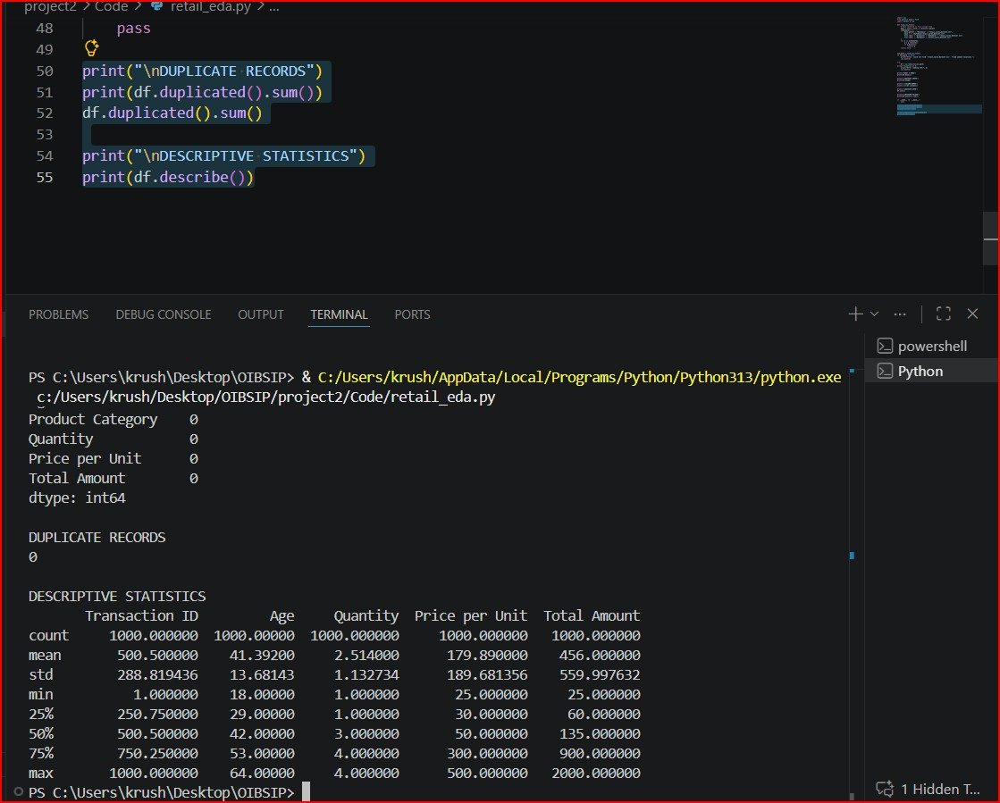 project2 > Code > retail_eda.py > ...
48 pass
49
50 print("\nDUPLICATE RECORDS")
51 print(df.duplicated().sum())
52 df.duplicated().sum()
53
54 print("\nDESCRIPTIVE STATISTICS")
55 print(df.describe())
PROBLEMS DEBUG CONSOLE OUTPUT TERMINAL PORTS
powershell
Python
PS C:\Users\krush\Desktop\OIBSIP> & C:/Users/krush/AppData/Local/Programs/Python/Python313/python.exe
c:/Users/krush/Desktop/OIBSIP/project2/Code/retail_eda.py
Product Category 0
Quantity 0
Price per Unit 0
Total Amount 0
dtype: int64
DUPLICATE RECORDS
0
DESCRIPTIVE STATISTICS
Transaction ID Age Quantity Price per Unit Total Amount
count 1000.000000 1000.00000 1000.000000 1000.000000 1000.000000
mean 500.500000 41.39200 2.514000 179.890000 456.000000
std 288.819436 13.68143 1.132734 189.681356 559.997632
min 1.000000 18.00000 1.000000 25.000000 25.000000
25% 250.750000 29.00000 1.000000 30.000000 60.000000
50% 500.500000 42.00000 3.000000 50.000000 135.000000
75% 750.250000 53.00000 4.000000 300.000000 900.000000
max 1000.000000 64.00000 4.000000 500.000000 2000.000000
PS C:\Users\krush\Desktop\OIBSIP>
1 Hidden T...